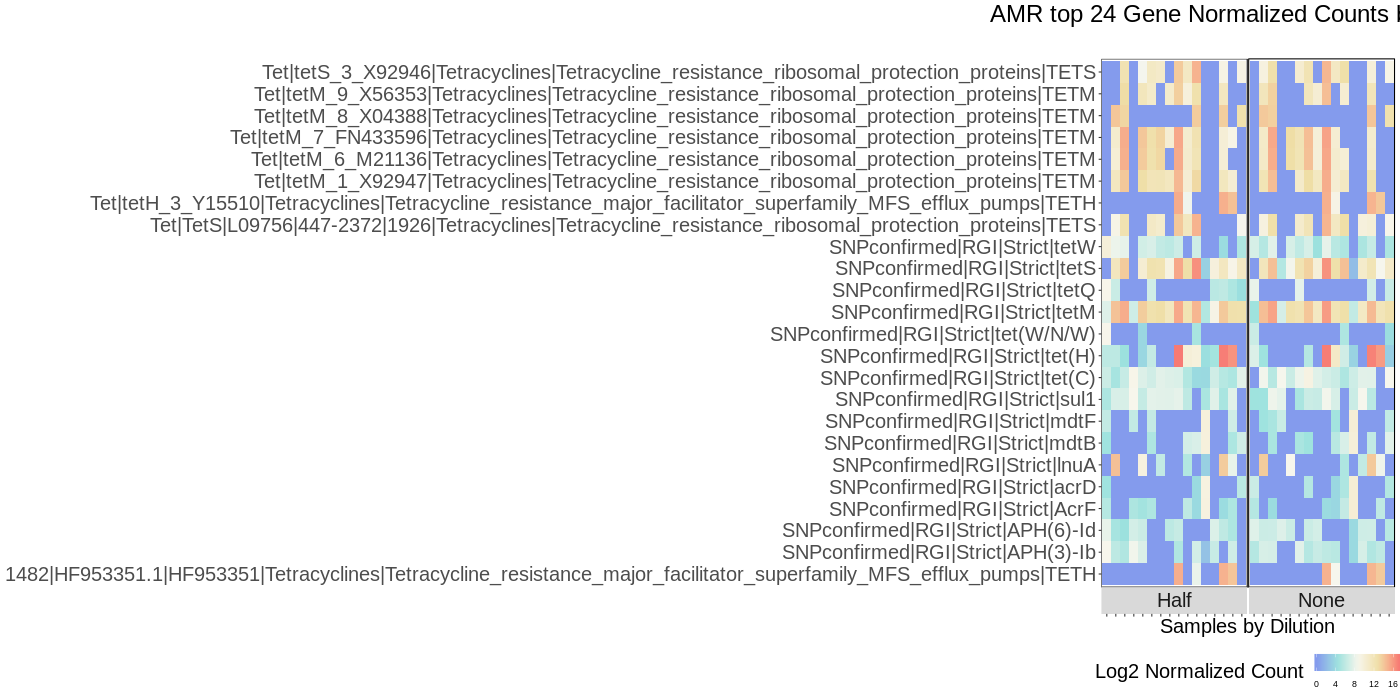 AMR top 24 Gene Normalized Counts
Tet|tetS_3_X92946|Tetracyclines|Tetracycline_resistance_ribosomal_protection_proteins|TETS
Tet|tetM_9_X56353|Tetracyclines|Tetracycline_resistance_ribosomal_protection_proteins|TETM
Tet|tetM_8_X04388|Tetracyclines|Tetracycline_resistance_ribosomal_protection_proteins|TETM
Tet|tetM_7_FN433596|Tetracyclines|Tetracycline_resistance_ribosomal_protection_proteins|TETM
Tet|tetM_6_M21136|Tetracyclines|Tetracycline_resistance_ribosomal_protection_proteins|TETM
Tet|tetM_1_X92947|Tetracyclines|Tetracycline_resistance_ribosomal_protection_proteins|TETM
Tet|tetH_3_Y15510|Tetracyclines|Tetracycline_resistance_major_facilitator_superfamily_MFS_efflux_pumps|TETH
Tet|TetS|L09756|447-2372|1926|Tetracyclines|Tetracycline_resistance_ribosomal_protection_proteins|TETS
SNPconfirmed|RGI|Strict|tetW
SNPconfirmed|RGI|Strict|tetS
SNPconfirmed|RGI|Strict|tetQ
SNPconfirmed|RGI|Strict|tetM
SNPconfirmed|RGI|Strict|tet(W/N/W)
SNPconfirmed|RGI|Strict|tet(H)
SNPconfirmed|RGI|Strict|tet(C)
SNPconfirmed|RGI|Strict|sul1
SNPconfirmed|RGI|Strict|mdtF
SNPconfirmed|RGI|Strict|mdtB
SNPconfirmed|RGI|Strict|lnuA
SNPconfirmed|RGI|Strict|acrD
SNPconfirmed|RGI|Strict|AcrF
SNPconfirmed|RGI|Strict|APH(6)-Id
SNPconfirmed|RGI|Strict|APH(3)-Ib
1482|HF953351.1|HF953351|Tetracyclines|Tetracycline_resistance_major_facilitator_superfamily_MFS_efflux_pumps|TETH
Half None
Samples by Dilution
Log2 Normalized Count
0 4 8 12 16